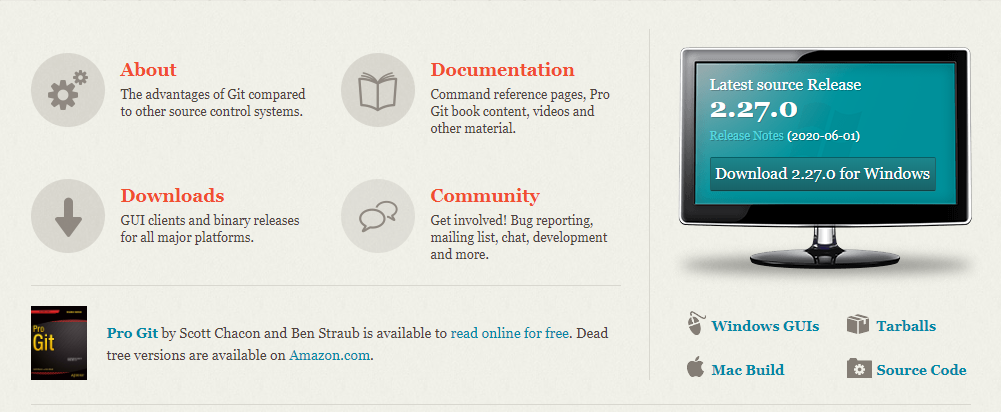 About
The advantages of Git compared
to other source control systems.
Documentation
Command reference pages, Pro
Git book content, videos and
other material.
Downloads
GUI clients and binary releases
for all major platforms.
Community
Get involved! Bug reporting,
mailing list, chat, development
and more.
Pro
Git
Pro Git by Scott Chacon and Ben Straub is available to read online for free. Dead
tree versions are available on Amazon.com.
Latest source Release
2.27.0
Release Notes (2020-06-01)
Download 2.27.0 for Windows
Windows GUIs
Tarballs
Mac Build
Source Code